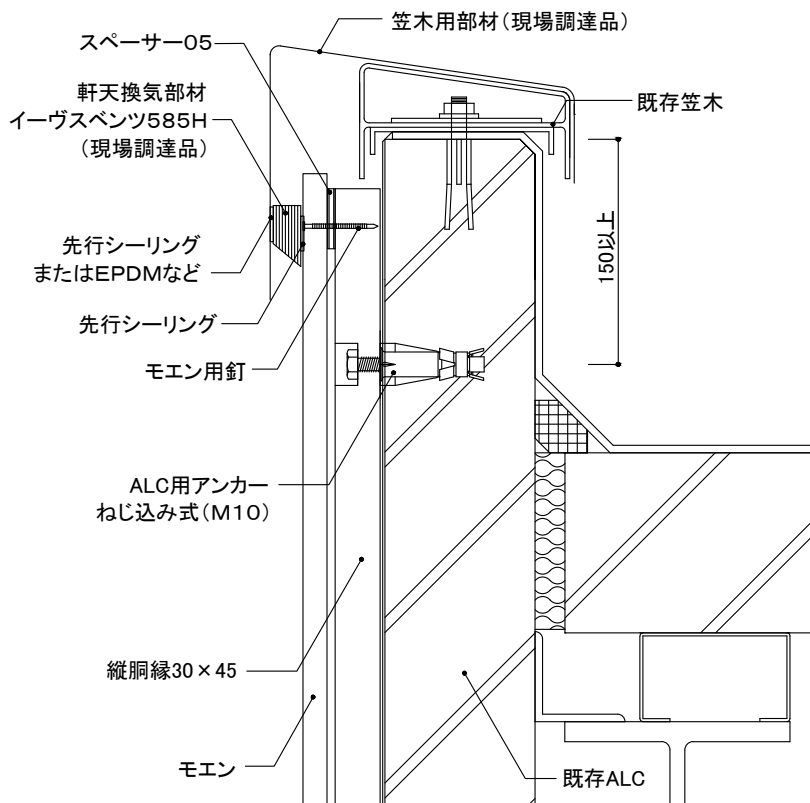 笠木用部材（現場調達品）
スペーサー０５
軒天換気部材
イーヴスベンツ５８５Ｈ
（現場調達品）
既存笠木
150以上
先行シーリング
またはＥＰＤＭなど
先行シーリング
モエン用釘
ALC用アンカー
ねじ込み式（Ｍ１０）
縦胴縁30×45
モエン
既存ALC